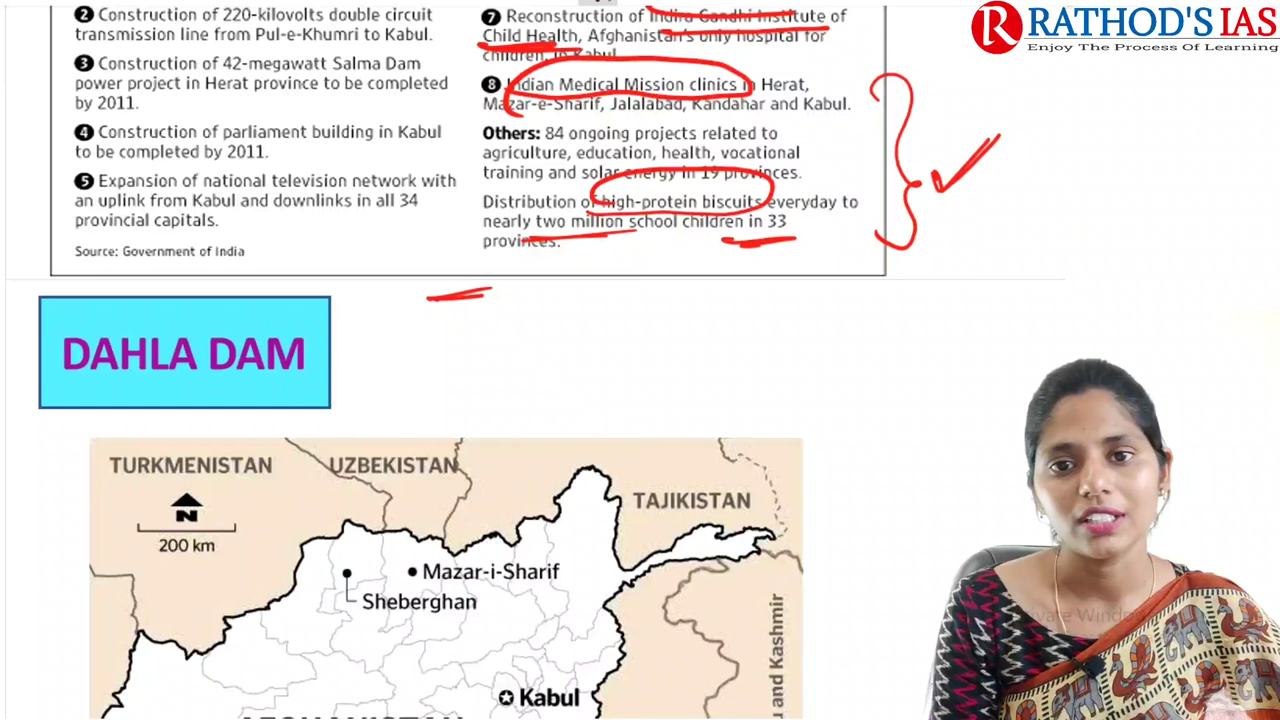 2 Construction of 220-kilovolts double circuit
transmission line from Pul-e-Khumri to Kabul.
3 Construction of 42-megawatt Salma Dam
power project in Herat province to be completed
by 2011.
4 Construction of parliament building in Kabul
to be completed by 2011.
5 Expansion of national television network with
an uplink from Kabul and downlinks in all 34
provincial capitals.
Source: Government of India
7 Reconstruction of Indira Gandhi Institute of
Child Health, Afghanistan's only hospital for
children, in Kabul.
8 Indian Medical Mission clinics in Herat,
Mazar-e-Sharif, Jalalabad, Kandahar and Kabul.
Others: 84 ongoing projects related to
agriculture, education, health, vocational
training and solar energy in 19 provinces.
Distribution of high-protein biscuits everyday to
nearly two million school children in 33
provinces.
R RATHOD'S IAS
Enjoy The Process Of Learning
DAHLA DAM
TURKMENISTAN
UZBEKISTAN
TAJIKISTAN
N
200 km
Mazar-i-Sharif
Sheberghan
Kabul
AFGHANISTAN
u and Kashmir